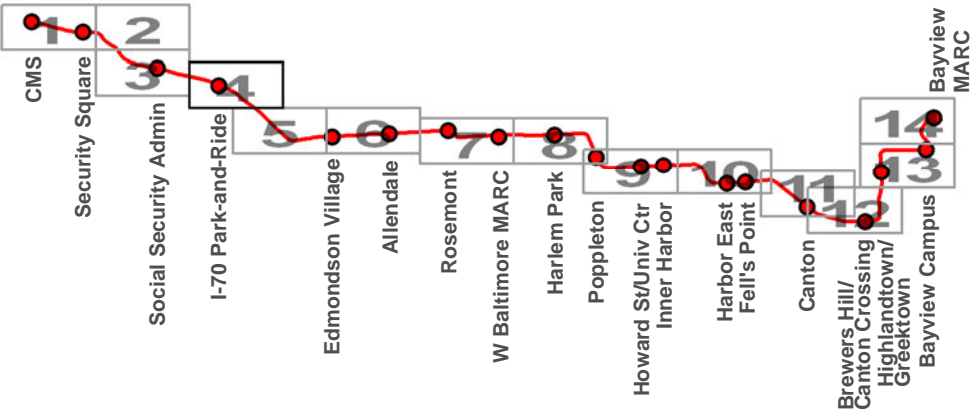 1
2
3
4
5
6
7
8
9
10
11
12
13
14
CMS
Security Square
Social Security Admin
I-70 Park-and-Ride
Edmondson Village
Allendale
Rosemont
W Baltimore MARC
Harlem Park
Poppleton
Howard St/Univ Ctr
Inner Harbor
Harbor East
Fell's Point
Canton
Brewers Hill/
Canton Crossing
Highlandtown/
Greektown
Bayview Campus
Bayview
MARC